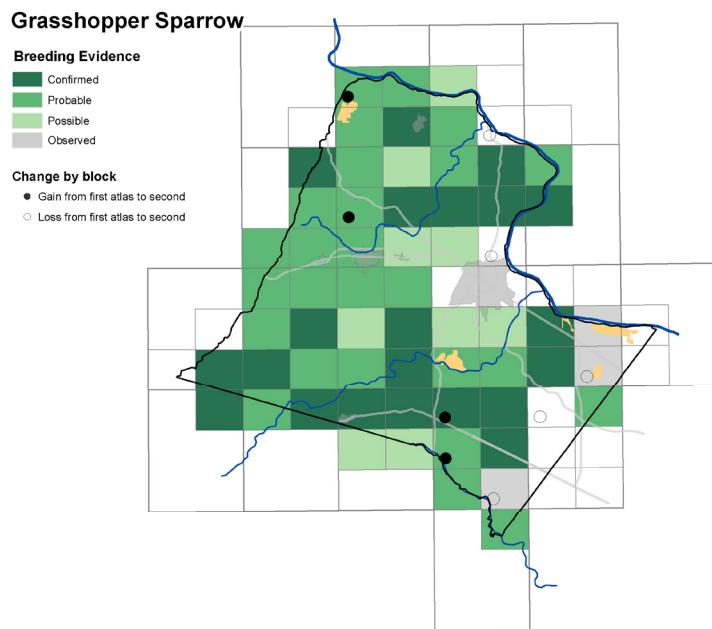 Grasshopper Sparrow
Breeding Evidence
Confirmed
Probable
Possible
Observed
Change by block
Gain from first atlas to second
Loss from first atlas to second